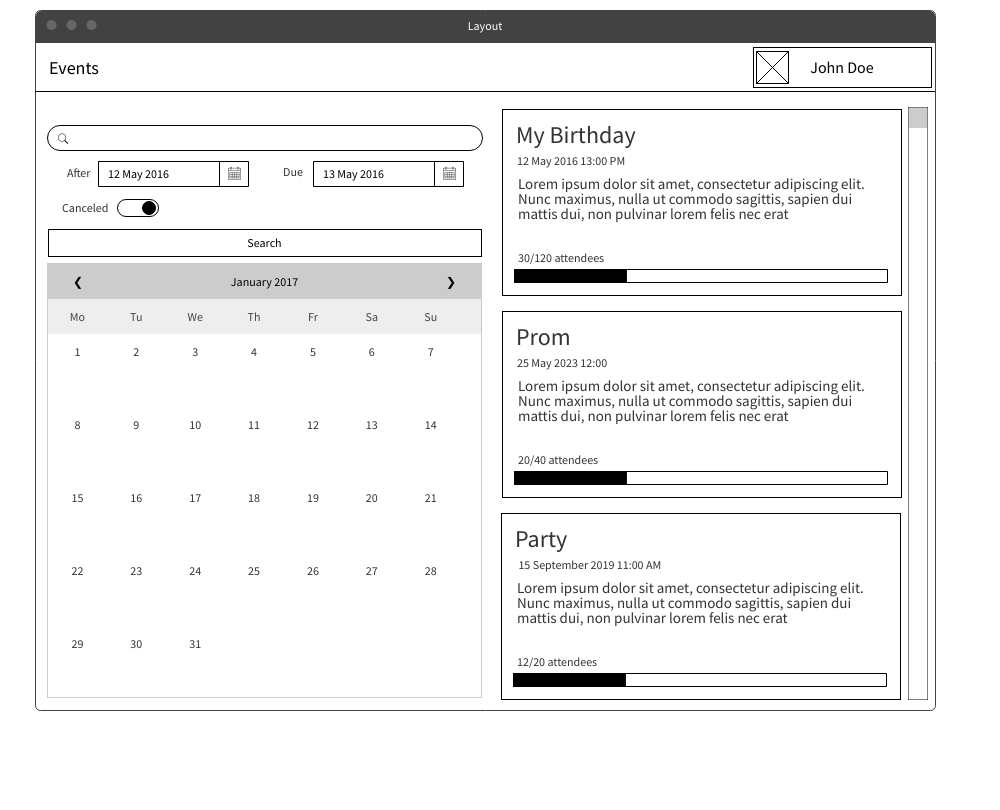 Layout
Events
John Doe
After
12 May 2016
Due
13 May 2016
Canceled
Search
❮ January 2017 ❯
Mo Tu We Th Fr Sa Su
1 2 3 4 5 6 7
8 9 10 11 12 13 14
15 16 17 18 19 20 21
22 23 24 25 26 27 28
29 30 31
My Birthday
12 May 2016 13:00 PM
Lorem ipsum dolor sit amet, consectetur adipiscing elit.
Nunc maximus, nulla ut commodo sagittis, sapien dui
mattis dui, non pulvinar lorem felis nec erat
30/120 attendees
Prom
25 May 2023 12:00
Lorem ipsum dolor sit amet, consectetur adipiscing elit.
Nunc maximus, nulla ut commodo sagittis, sapien dui
mattis dui, non pulvinar lorem felis nec erat
20/40 attendees
Party
15 September 2019 11:00 AM
Lorem ipsum dolor sit amet, consectetur adipiscing elit.
Nunc maximus, nulla ut commodo sagittis, sapien dui
mattis dui, non pulvinar lorem felis nec erat
12/20 attendees